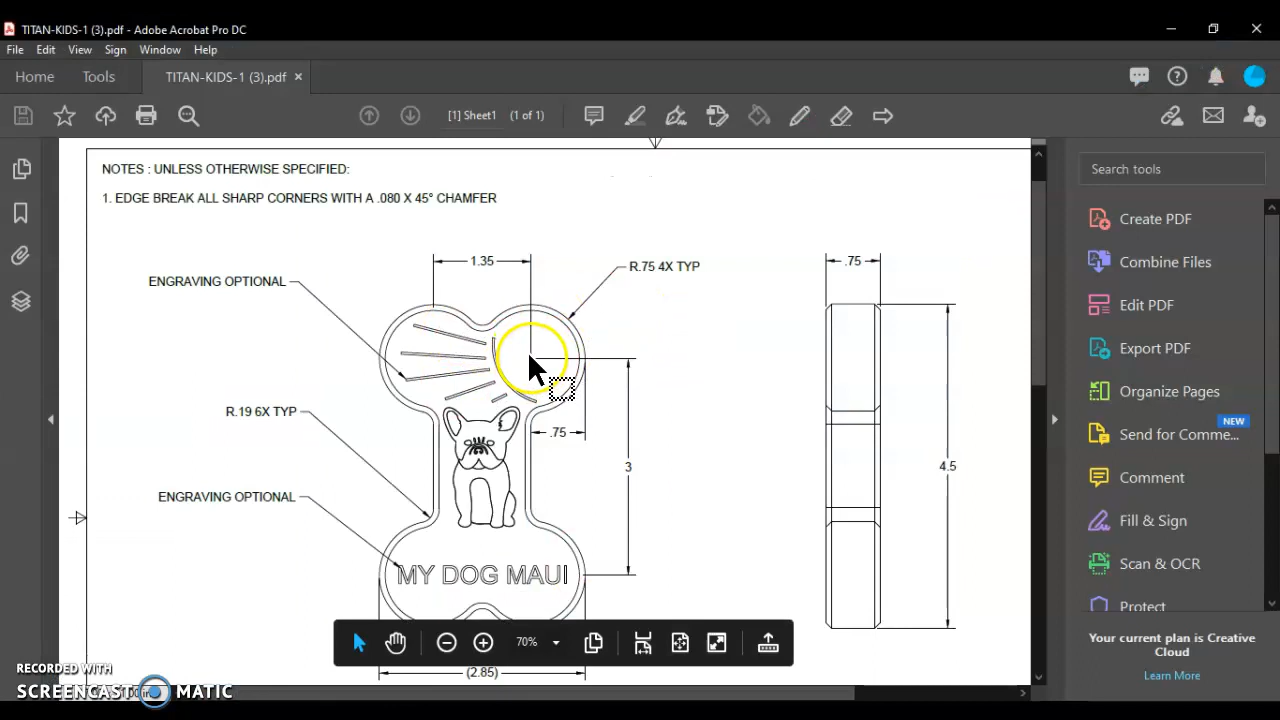 TITAN-KIDS-1 (3).pdf - Adobe Acrobat Pro DC
File Edit View Sign Window Help
Home Tools TITAN-KIDS-1 (3).pdf ×
[1] Sheet1 (1 of 1)
NOTES : UNLESS OTHERWISE SPECIFIED:
1. EDGE BREAK ALL SHARP CORNERS WITH A .080 X 45° CHAMFER
1.35
R.75 4X TYP
.75
ENGRAVING OPTIONAL
R.19 6X TYP
.75
3
4.5
ENGRAVING OPTIONAL
MY DOG MAUI
70%
(2.85)
Search tools
Create PDF
Combine Files
Edit PDF
Export PDF
Organize Pages
NEW
Send for Comme...
Comment
Fill & Sign
Scan & OCR
Protect
Your current plan is Creative
Cloud
Learn More
RECORDED WITH
SCREENCAST MATIC